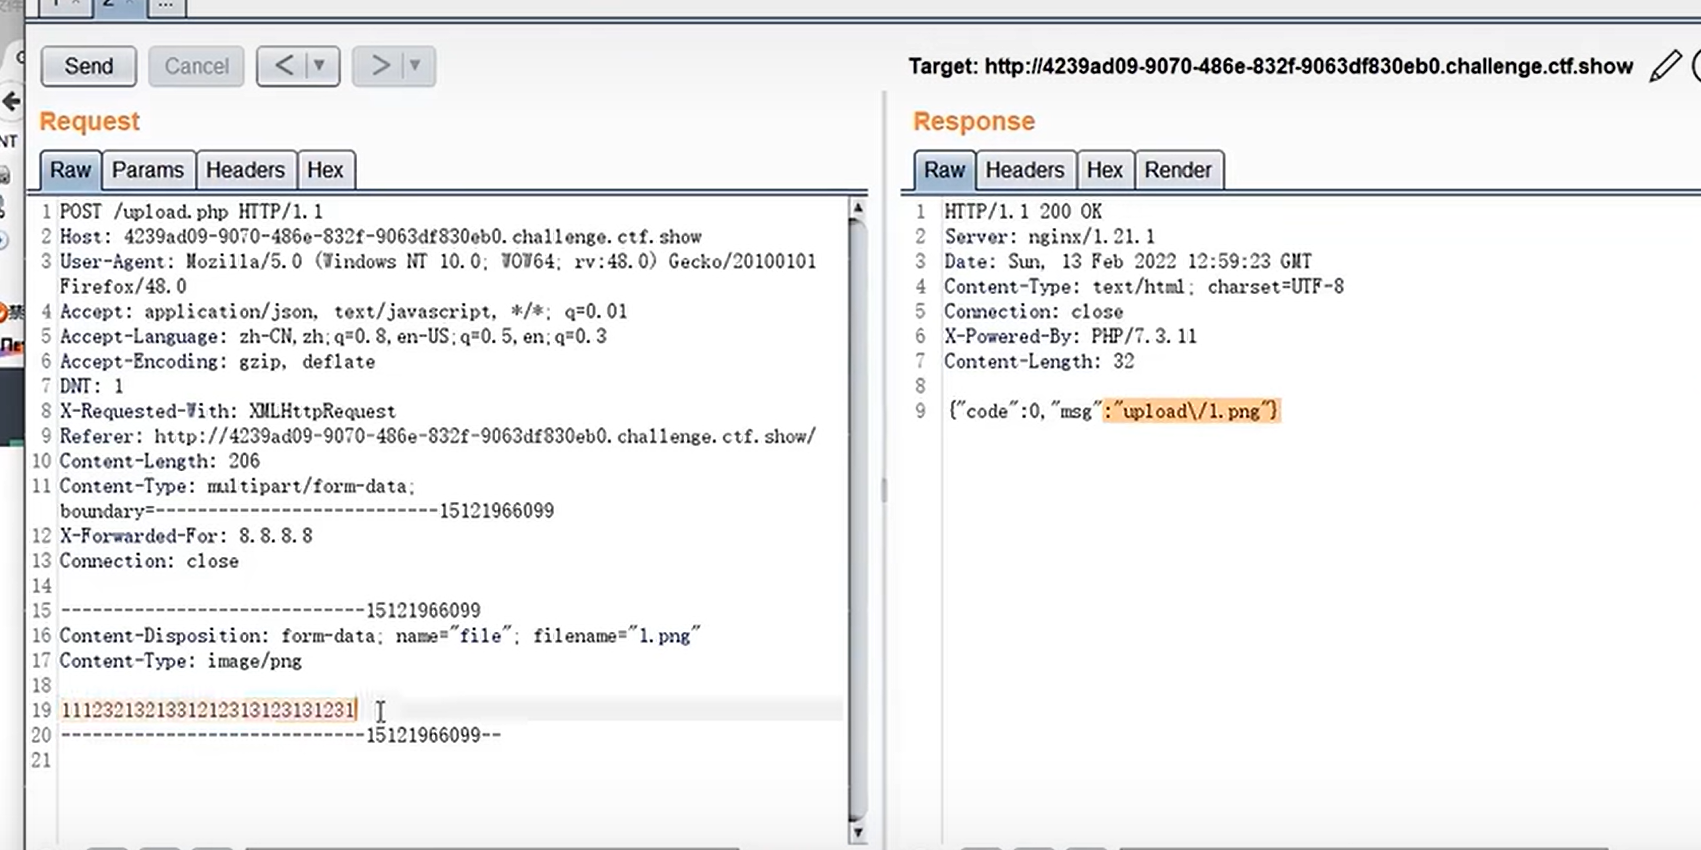 1
2
...
Send
Cancel
<
>
Target: http://4239ad09-9070-486e-832f-9063df830eb0.challenge.ctf.show
Request
Response
Raw
Params
Headers
Hex
Raw
Headers
Hex
Render
1 POST /upload.php HTTP/1.1
2 Host: 4239ad09-9070-486e-832f-9063df830eb0.challenge.ctf.show
3 User-Agent: Mozilla/5.0 (Windows NT 10.0; WOW64; rv:48.0) Gecko/20100101
Firefox/48.0
4 Accept: application/json, text/javascript, */*; q=0.01
5 Accept-Language: zh-CN,zh;q=0.8,en-US;q=0.5,en;q=0.3
6 Accept-Encoding: gzip, deflate
7 DNT: 1
8 X-Requested-With: XMLHttpRequest
9 Referer: http://4239ad09-9070-486e-832f-9063df830eb0.challenge.ctf.show/
10 Content-Length: 206
11 Content-Type: multipart/form-data;
boundary=---------------------------15121966099
12 X-Forwarded-For: 8.8.8.8
13 Connection: close
14
15 -----------------------------15121966099
16 Content-Disposition: form-data; name="file"; filename="1.png"
17 Content-Type: image/png
18
19 1112321321331212313123131231
20 -----------------------------15121966099--
21
1 HTTP/1.1 200 OK
2 Server: nginx/1.21.1
3 Date: Sun, 13 Feb 2022 12:59:23 GMT
4 Content-Type: text/html; charset=UTF-8
5 Connection: close
6 X-Powered-By: PHP/7.3.11
7 Content-Length: 32
8
9 {"code":0,"msg":"upload\/1.png"}
NT
禁